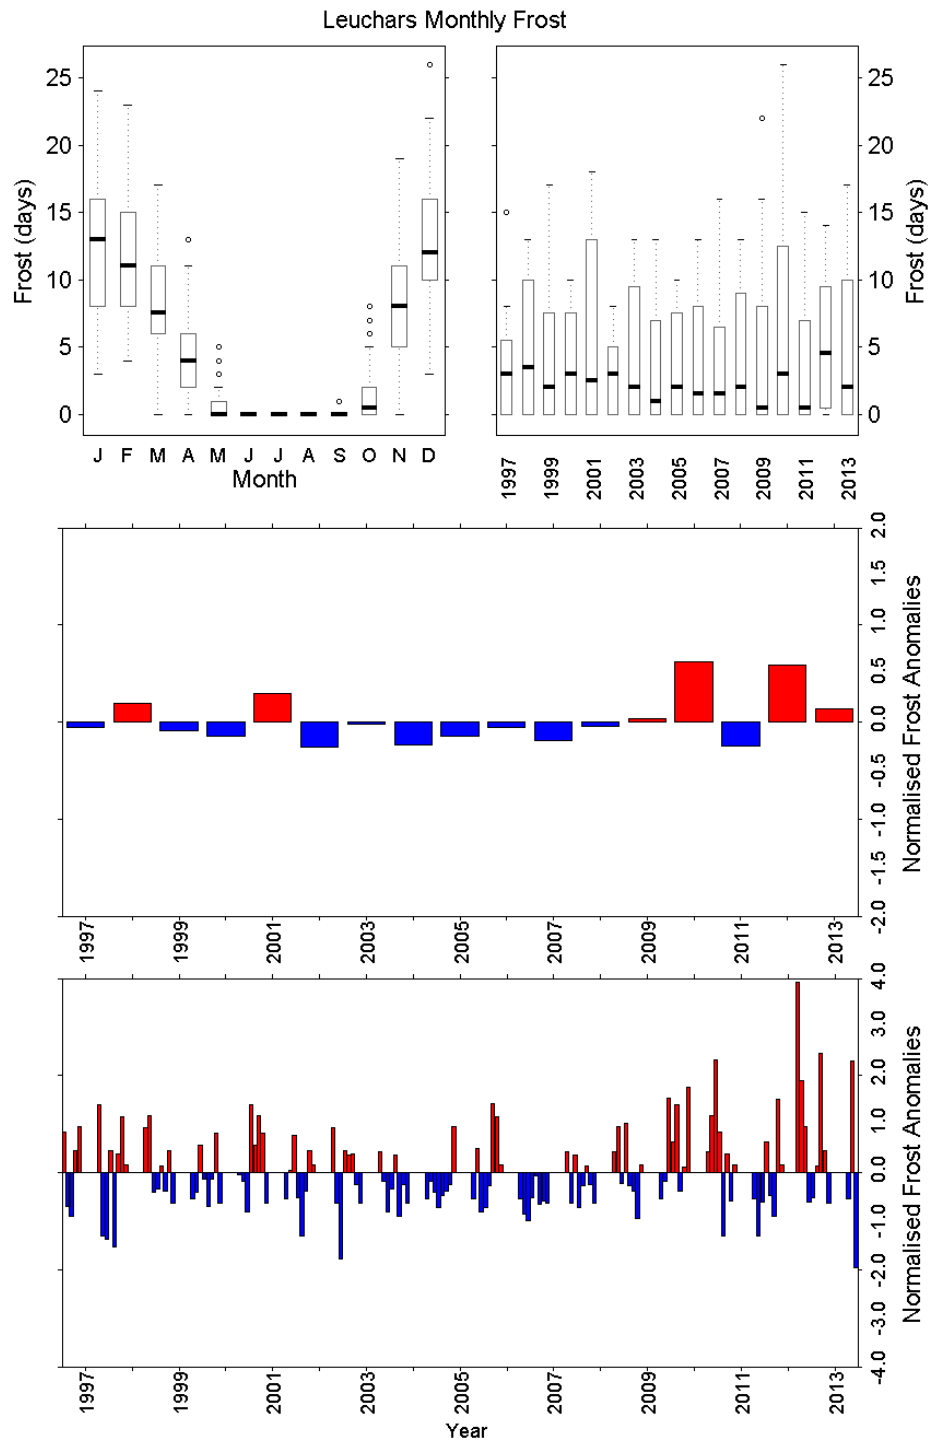 Leuchars Monthly Frost
Frost (days)
25
20
15
10
5
0
J F M A M J J A S O N D
Month
25
20
15
10
5
0
Frost (days)
1997 1999 2001 2003 2005 2007 2009 2011 2013
2.0
1.5
1.0
0.5
0.0
-0.5
-1.0
-1.5
-2.0
Normalised Frost Anomalies
1997 1999 2001 2003 2005 2007 2009 2011 2013
4.0
3.0
2.0
1.0
0.0
-1.0
-2.0
-3.0
-4.0
Normalised Frost Anomalies
1997 1999 2001 2003 2005 2007 2009 2011 2013
Year